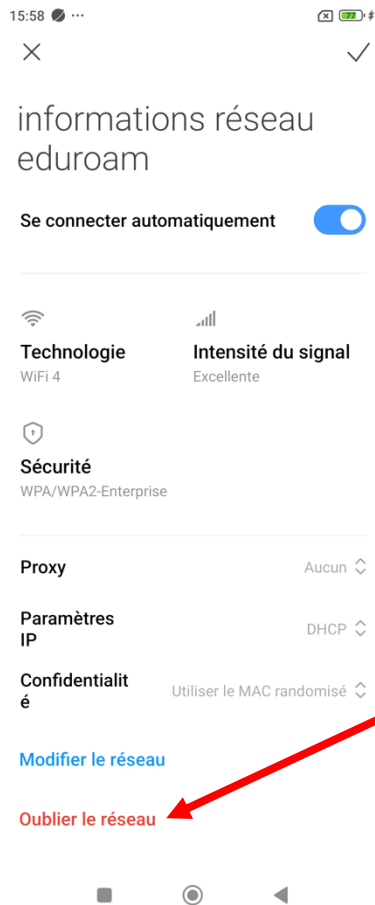 15:58
77
informations réseau
eduroam
Se connecter automatiquement
Technologie
WiFi 4
Intensité du signal
Excellente
Sécurité
WPA/WPA2-Enterprise
Proxy
Aucun
Paramètres
IP
DHCP
Confidentialit
é
Utiliser le MAC randomisé
Modifier le réseau
Oublier le réseau